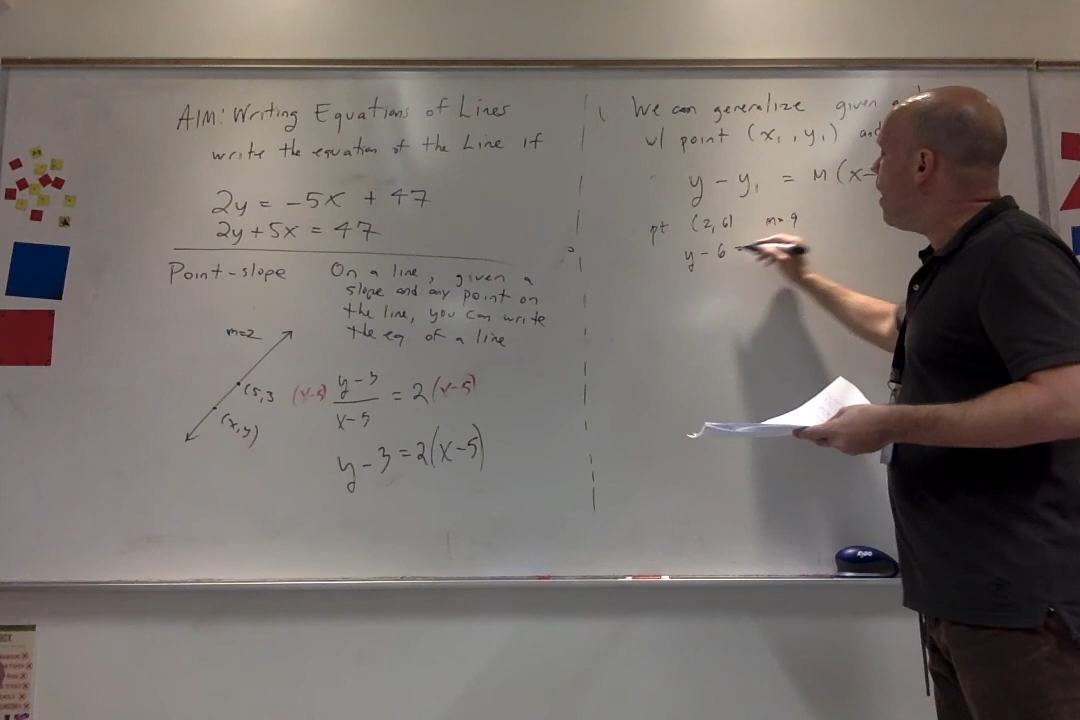 AIM: Writing Equations of Lines
write the equation of the Line if
2y = -5x + 47
2y + 5x = 47
Point-slope
On a line, given a
slope and any point on
the line, you can write
the eq of a line
m=2
(5,3
(x,y)
(x-5) y-3 / x-5 = 2(x-5)
y-3=2(x-5)
We can generalize given
w/ point (x₁, y₁) and
y - y₁ = M(x-
pt (2,6) m=9
y-6 =
expo